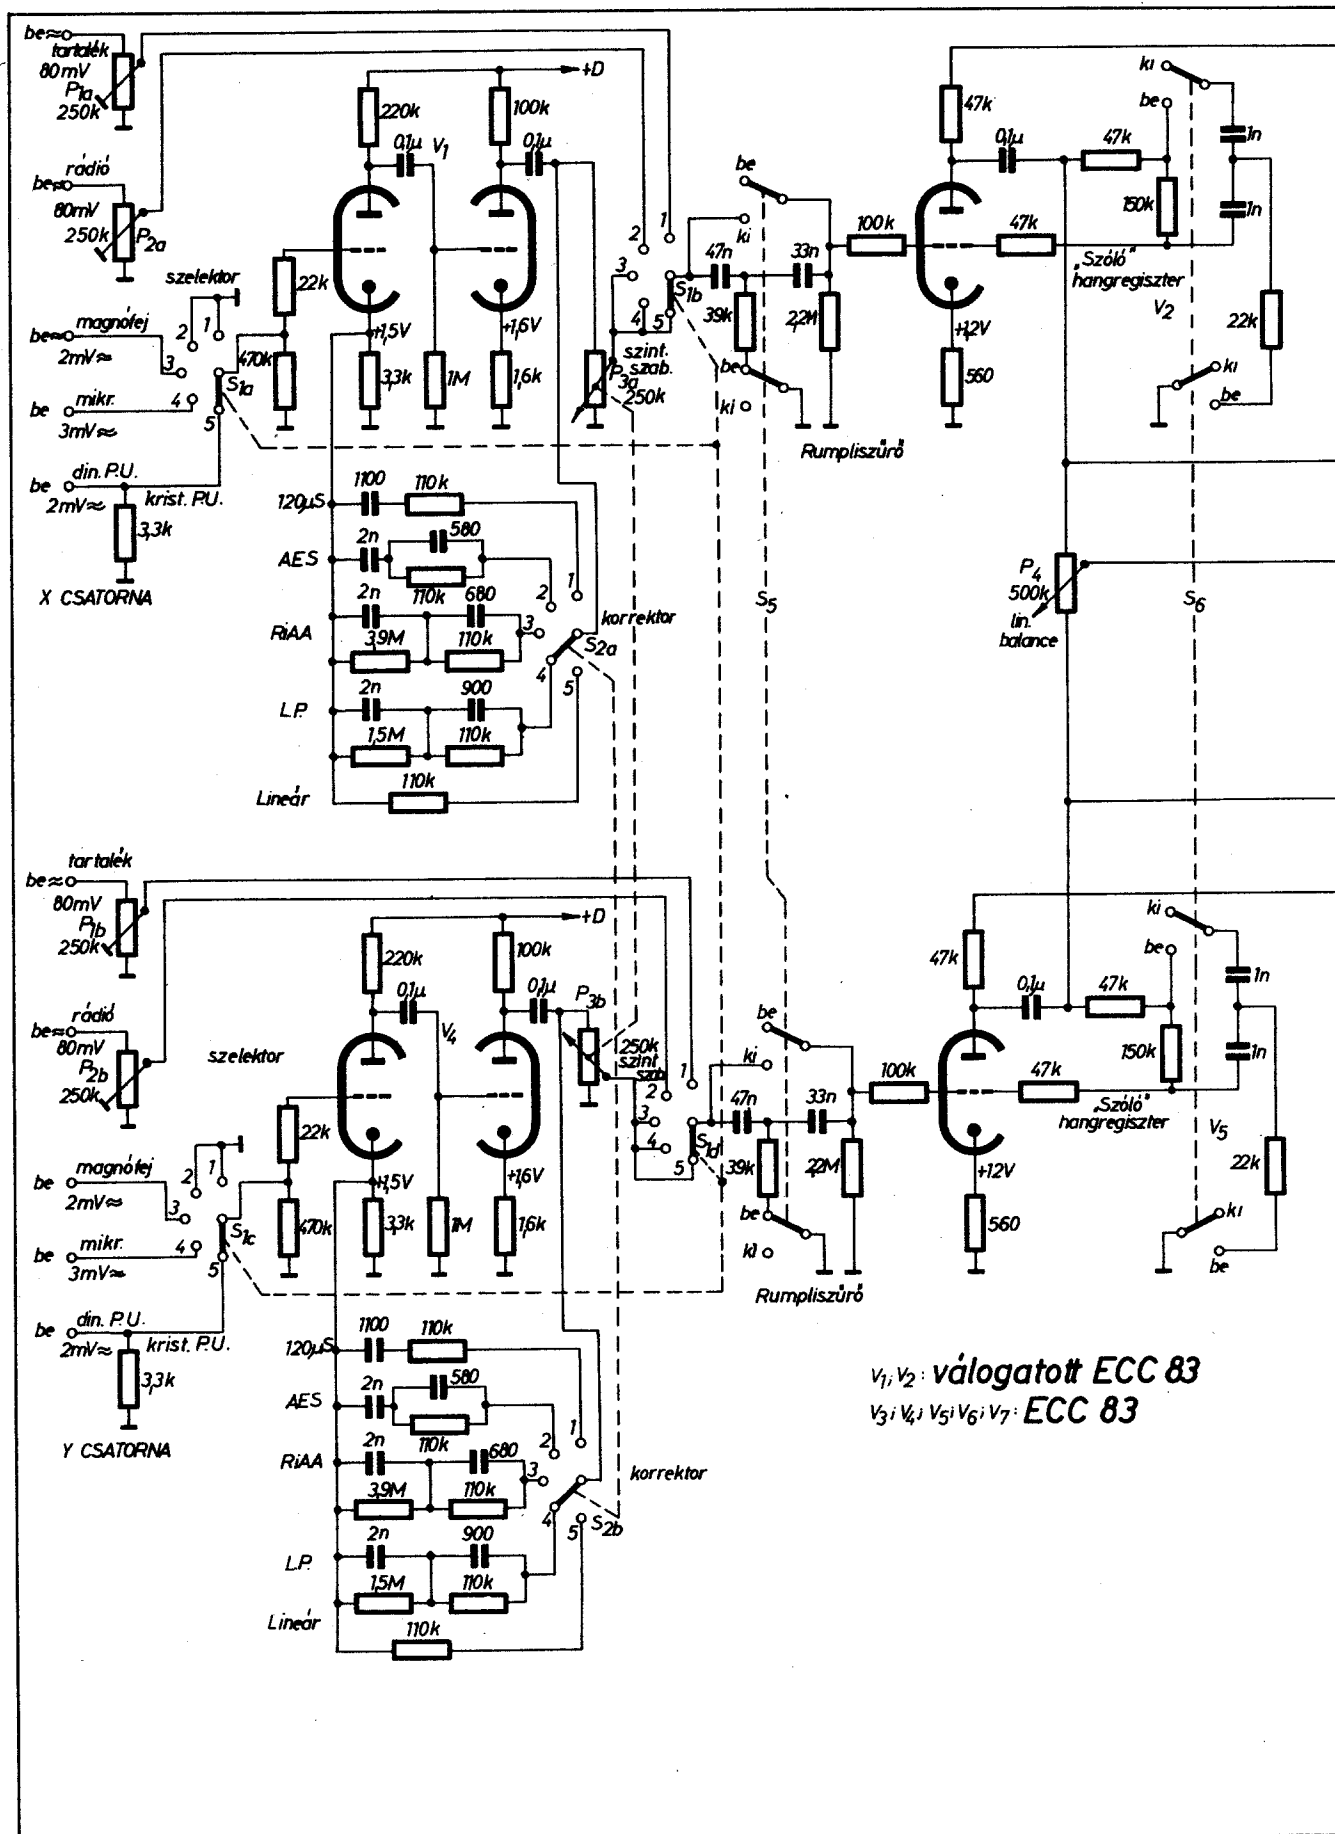 be≈
tartalék
80mV
P1a
250k
be≈
rádió
80mV
250k
P2a
szelektor
be≈
magnófej
2mV≈
be
mikr.
3mV≈
be
din. P.U.
2mV≈
krist. P.U.
3,3k
X CSATORNA
2
1
3
4
5
S1a
22k
470k
220k
0,1µ
V1
100k
0,1µ
+D
+1,5V
3,3k
1M
+1,6V
1,6k
P3a
szint.
szab.
250k
2
1
3
4
5
S1b
120µS
1100
110k
AES
2n
580
110k
RiAA
2n
680
3,9M
110k
L.P.
2n
900
1,5M
110k
Lineár
110k
1
2
3
4
5
S2a
korrektor
be
ki
47n
33n
39k
2,2M
be
ki
Rumpliszűrő
S5
100k
47k
0,1µ
47k
47k
150k
+1,2V
560
"Szóló"
hangregiszter
V2
ki
be
1n
1n
22k
ki
be
S6
P4
500k
lin.
balance
be≈
tartalék
80mV
P1b
250k
be≈
rádió
80mV
P2b
250k
szelektor
be
magnófej
2mV≈
be
mikr.
3mV≈
be
din. P.U.
2mV≈
krist. P.U.
3,3k
Y CSATORNA
2
1
3
4
5
S1c
22k
470k
220k
0,1µ
V4
100k
0,1µ
+D
+1,5V
3,3k
1M
+1,6V
1,6k
P3b
250k
szint
szab
1
2
3
4
5
S1d
120µS
1100
110k
AES
2n
580
110k
RiAA
2n
680
3,9M
110k
L.P.
2n
900
1,5M
110k
Lineár
110k
1
2
3
4
5
S2b
korrektor
be
ki
47n
33n
39k
2,2M
be
ki
Rumpliszűrő
100k
47k
0,1µ
47k
47k
150k
+1,2V
560
"Szóló"
hangregiszter
V5
ki
be
1n
1n
22k
ki
be
V1; V2: válogatott ECC 83
V3; V4; V5; V6; V7: ECC 83